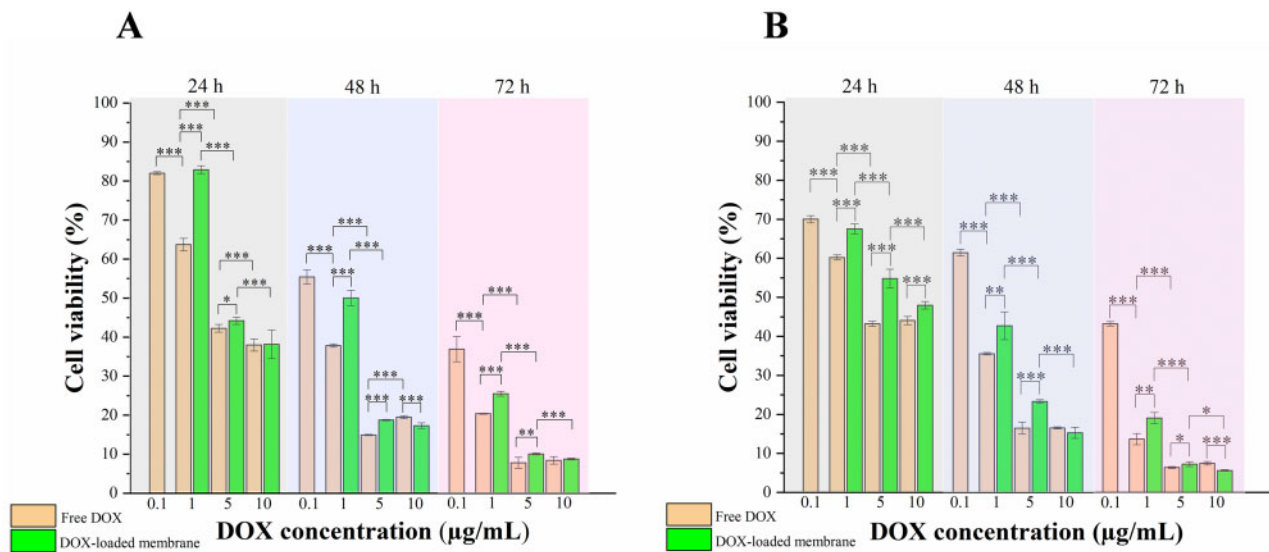 A
24 h 48 h 72 h
100
90
80
70
60
50
40
30
20
10
0
Cell viability (%)
*** *** *** ***
*** * ***
*** *** *** ***
*** *** ***
*** *** *** ***
** ***
0.1 1 5 10 0.1 1 5 10 0.1 1 5 10
DOX concentration (μg/mL)
Free DOX
DOX-loaded membrane
B
24 h 48 h 72 h
100
90
80
70
60
50
40
30
20
10
0
Cell viability (%)
*** *** *** ***
*** *** ***
*** *** ** ***
*** ***
*** *** ** ***
* * ***
0.1 1 5 10 0.1 1 5 10 0.1 1 5 10
DOX concentration (μg/mL)
Free DOX
DOX-loaded membrane